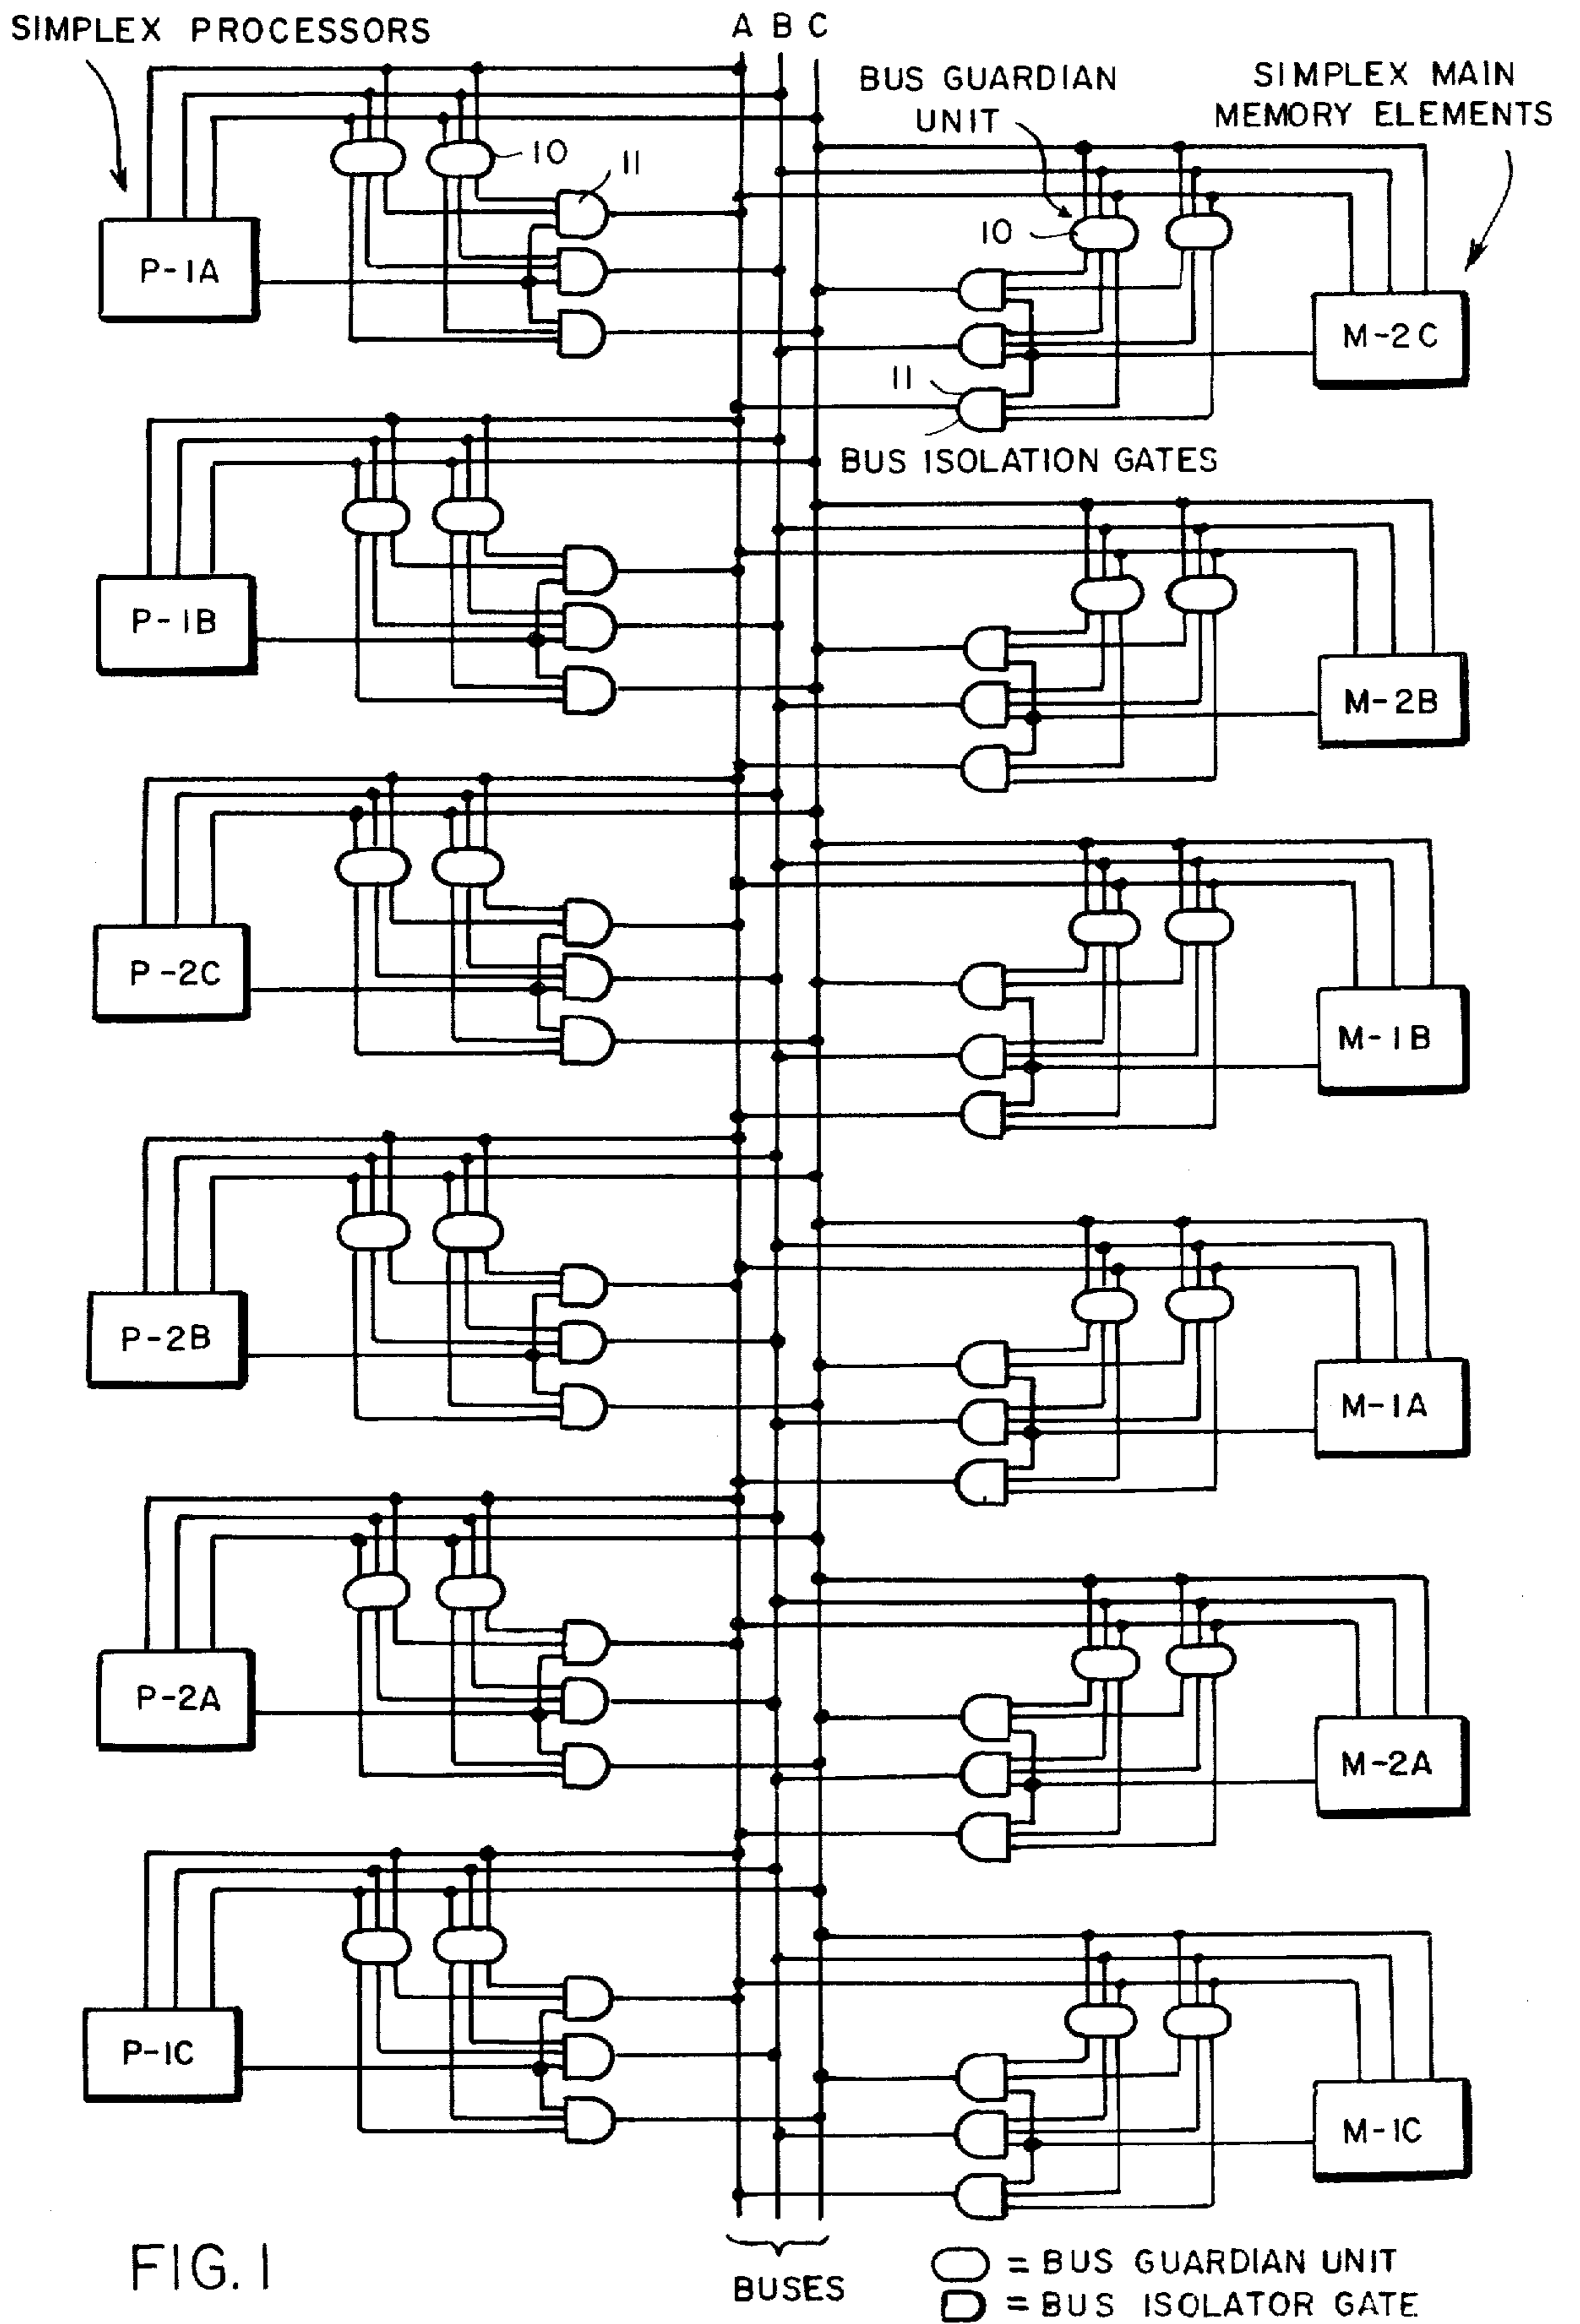 SIMPLEX PROCESSORS
A B C
BUS GUARDIAN
UNIT
SIMPLEX MAIN
MEMORY ELEMENTS
10
11
10
P-1A
M-2C
11
BUS ISOLATION GATES
P-1B
M-2B
P-2C
M-1B
P-2B
M-1A
P-2A
M-2A
P-1C
M-1C
FIG. 1
BUSES
= BUS GUARDIAN UNIT
= BUS ISOLATOR GATE